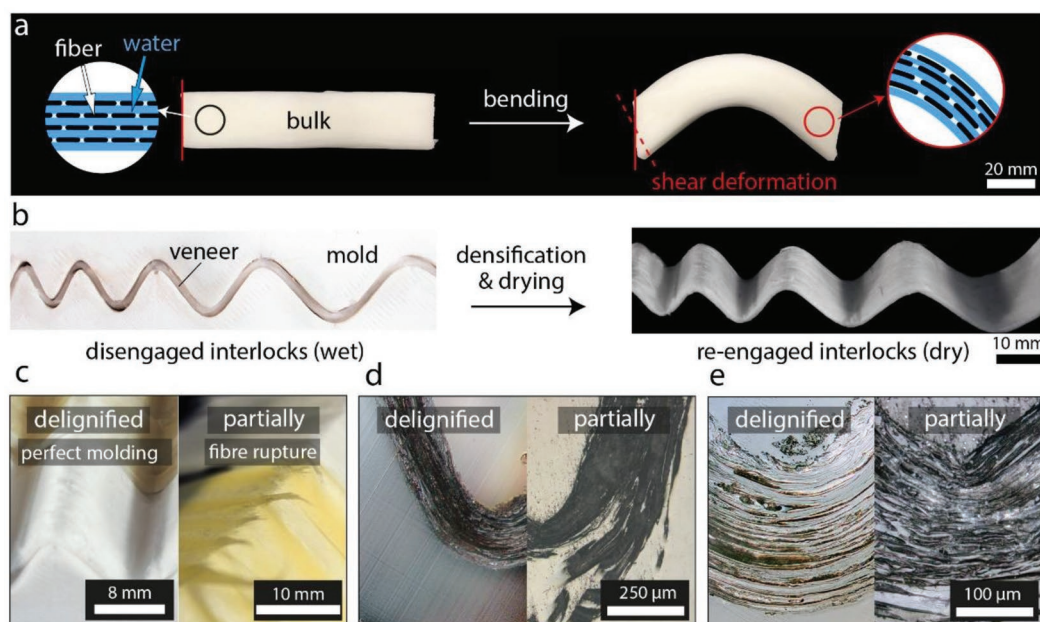 a
fiber
water
bulk
bending
shear deformation
20 mm
b
veneer
mold
densification
& drying
10 mm
disengaged interlocks (wet)
re-engaged interlocks (dry)
c
delignified
perfect molding
partially
fibre rupture
8 mm
10 mm
d
delignified
partially
250 µm
e
delignified
partially
100 µm